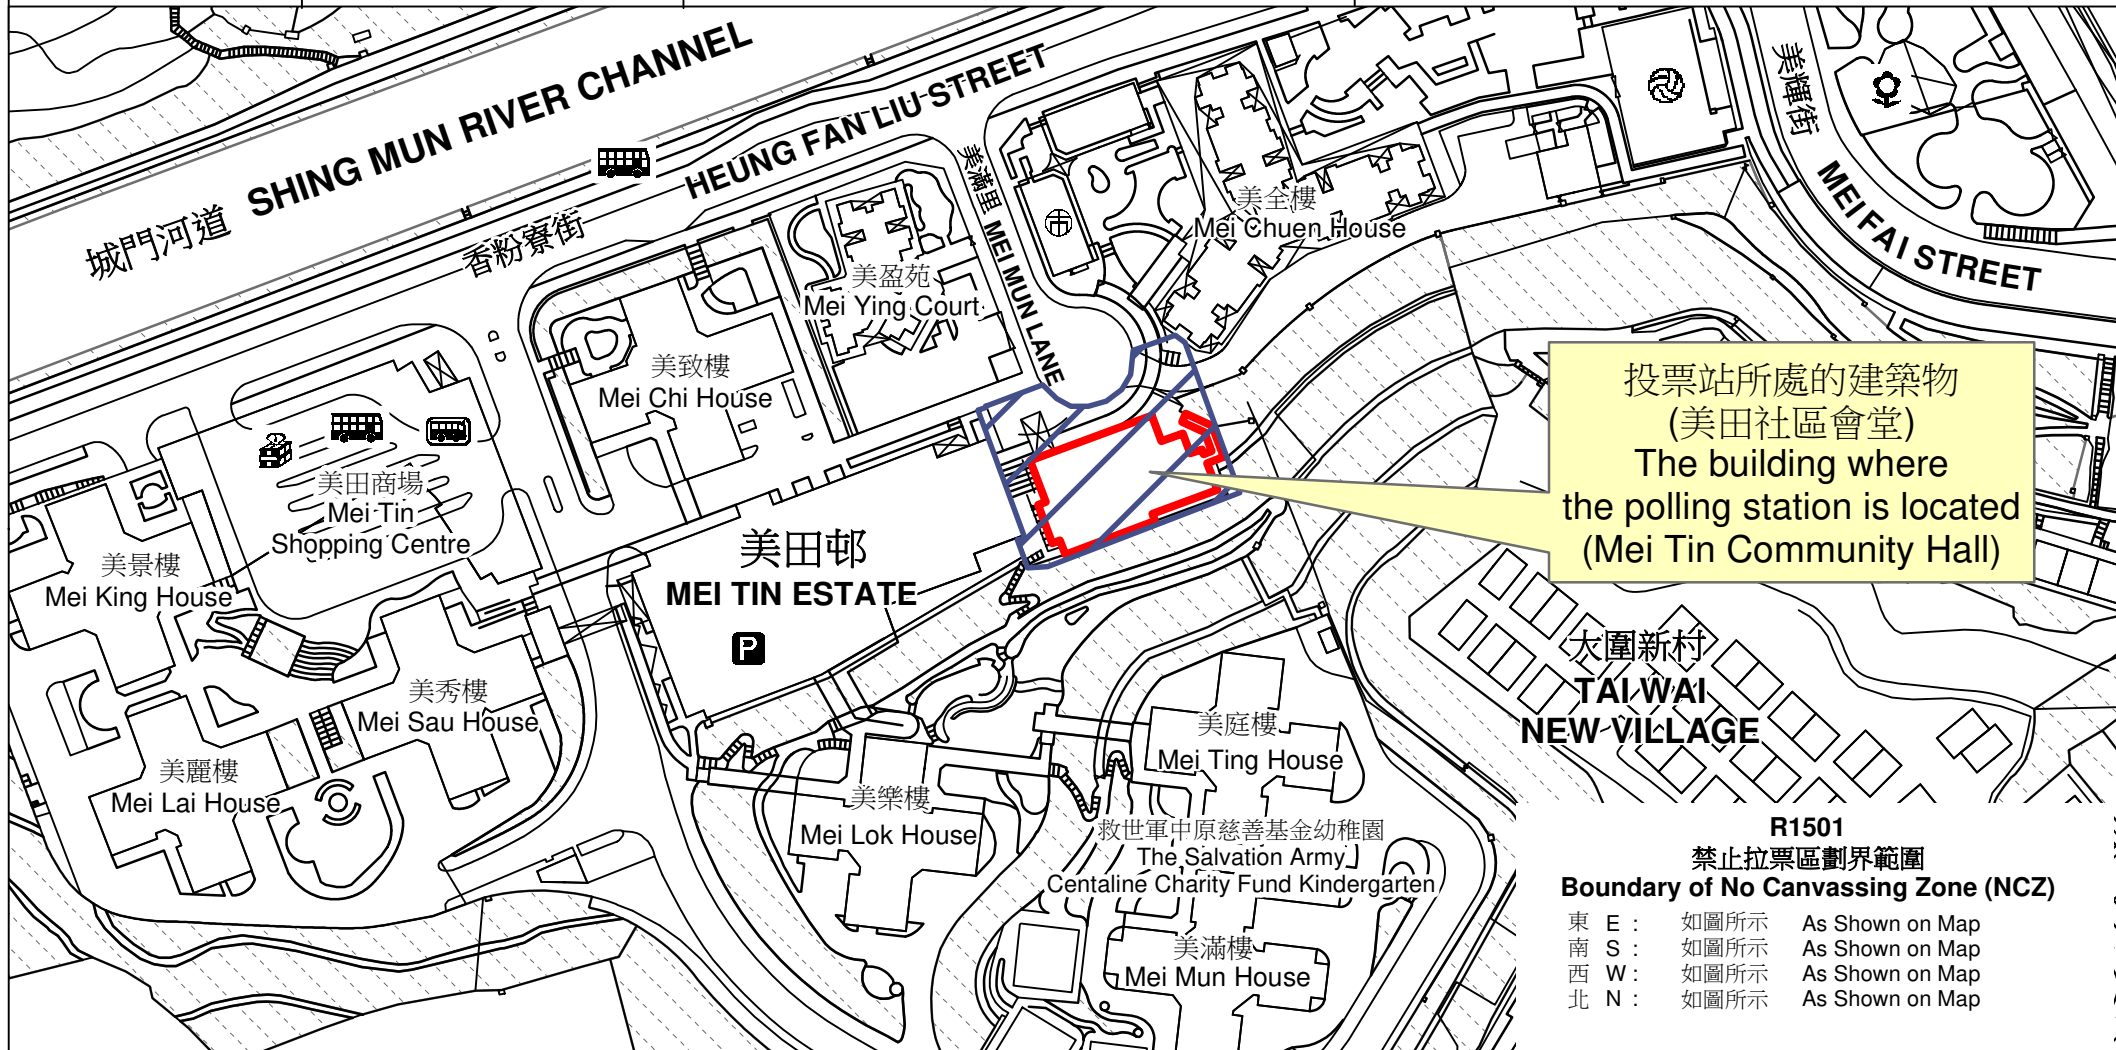 城門河道 SHING MUN RIVER CHANNEL
香粉寮街 HEUNG FAN LIU STREET
美滿里 MEI MUN LANE
美輝街 MEI FAI STREET
美全樓
Mei Chuen House
市
美盈苑
Mei Ying Court
美致樓
Mei Chi House
美田商場
Mei Tin
Shopping Centre
美景樓
Mei King House
美田邨
MEI TIN ESTATE
P
美秀樓
Mei Sau House
美麗樓
Mei Lai House
美樂樓
Mei Lok House
美庭樓
Mei Ting House
救世軍中原慈善基金幼稚園
The Salvation Army
Centaline Charity Fund Kindergarten
美滿樓
Mei Mun House
大圍新村
TAI WAI
NEW VILLAGE
投票站所處的建築物
(美田社區會堂)
The building where
the polling station is located
(Mei Tin Community Hall)
R1501
禁止拉票區劃界範圍
Boundary of No Canvassing Zone (NCZ)
東 E : 如圖所示 As Shown on Map
南 S : 如圖所示 As Shown on Map
西 W : 如圖所示 As Shown on Map
北 N : 如圖所示 As Shown on Map